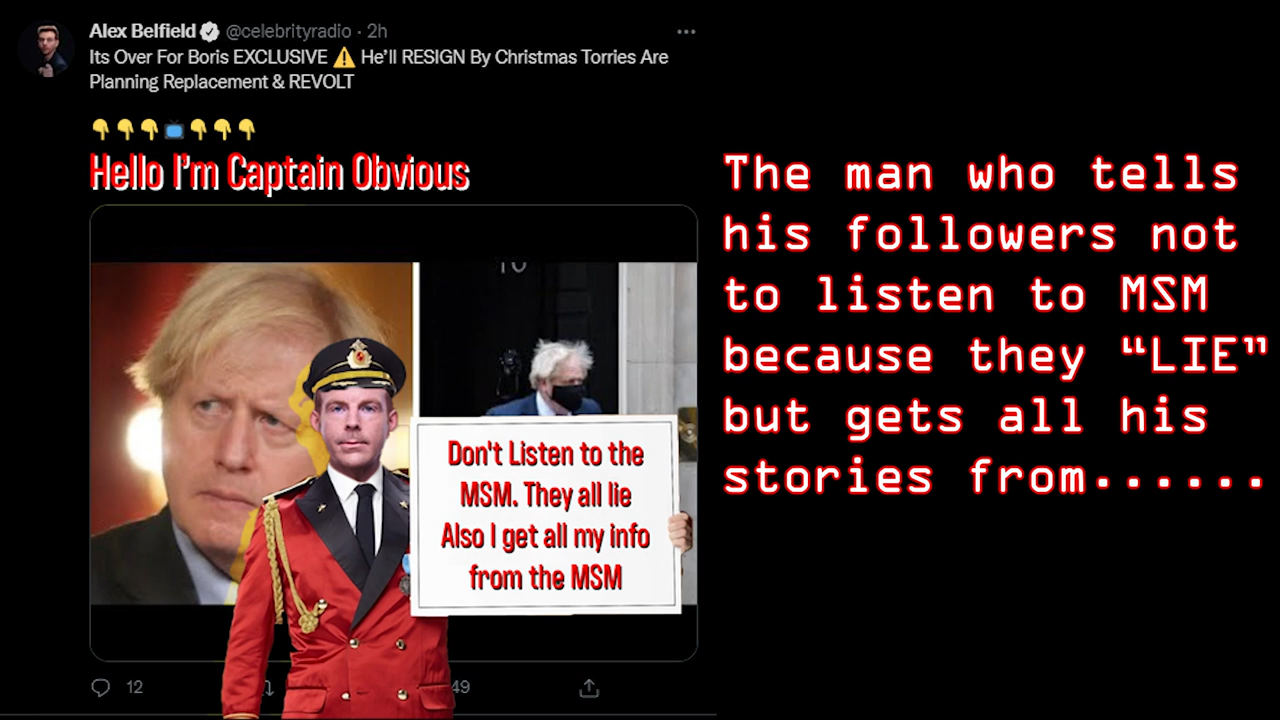 Alex Belfield @celebrityradio · 2h
Its Over For Boris EXCLUSIVE ⚠️ He'll RESIGN By Christmas Torries Are
Planning Replacement & REVOLT
👇👇👇📺👇👇👇
Hello I'm Captain Obvious
10
Don't Listen to the
MSM. They all lie
Also I get all my info
from the MSM
12
49
The man who tells
his followers not
to listen to MSM
because they “LIE”
but gets all his
stories from......